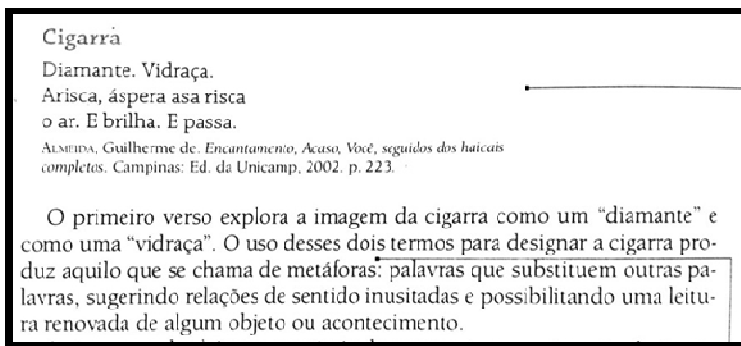 Cigarra
Diamante. Vidraça.
Arisca, áspera asa risca
o ar. E brilha. E passa.
ALMEIDA, Guilherme de. Encantamento, Acaso, Você, seguidos dos haicais
completos. Campinas: Ed. da Unicamp, 2002. p. 223.
O primeiro verso explora a imagem da cigarra como um “diamante” e
como uma “vidraça”. O uso desses dois termos para designar a cigarra pro-
duz aquilo que se chama de metáforas: palavras que substituem outras pa-
lavras, sugerindo relações de sentido inusitadas e possibilitando uma leitu-
ra renovada de algum objeto ou acontecimento.